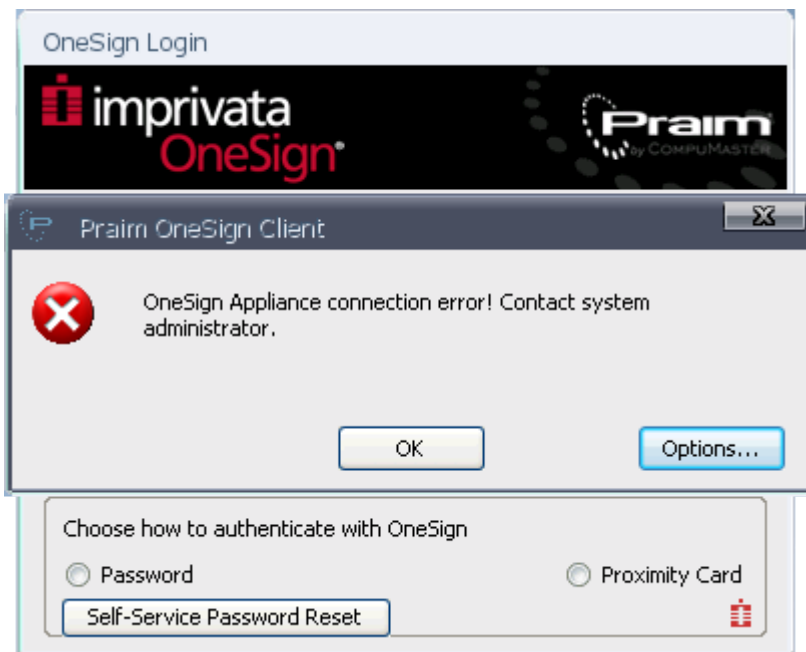 OneSign Login
imprivata
OneSign®
Praim
by COMPUMASTER
Praim OneSign Client
OneSign Appliance connection error! Contact system
administrator.
OK
Options...
Choose how to authenticate with OneSign
Password
Proximity Card
Self-Service Password Reset